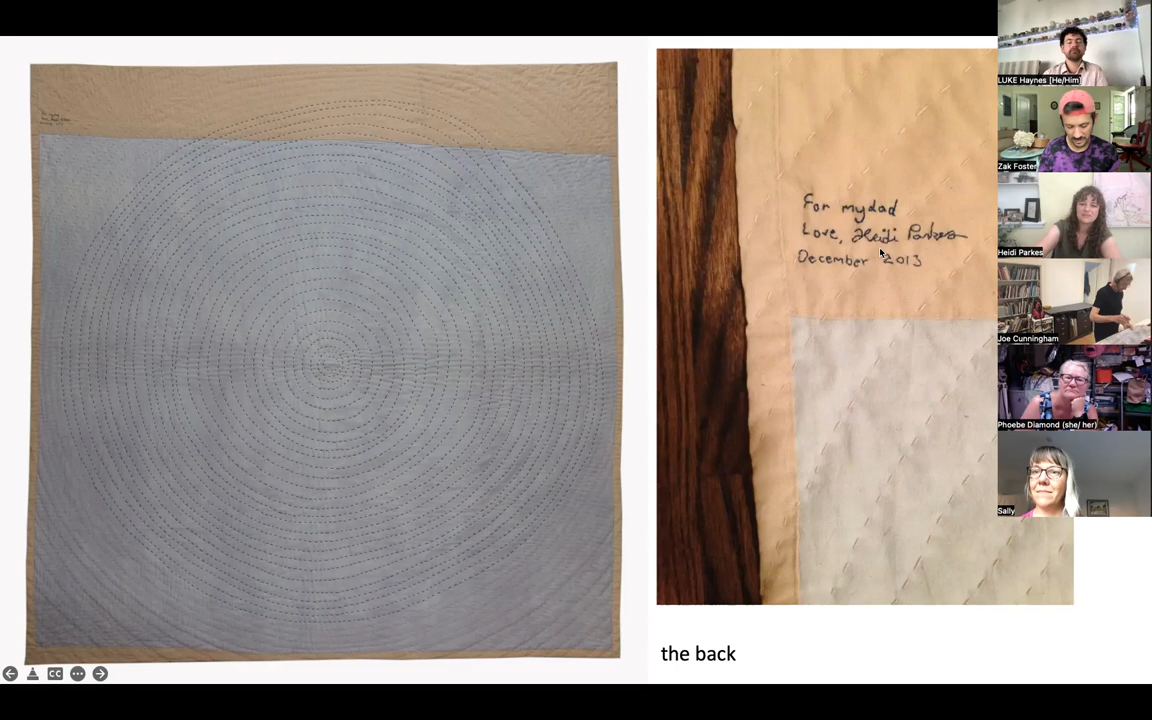 For my dad
Love, Heidi Parkes
December 2013
the back
CC
LUKE Haynes [He/Him]
Zak Foster
Heidi Parkes
Joe Cunningham
Phoebe Diamond (she/ her)
Sally